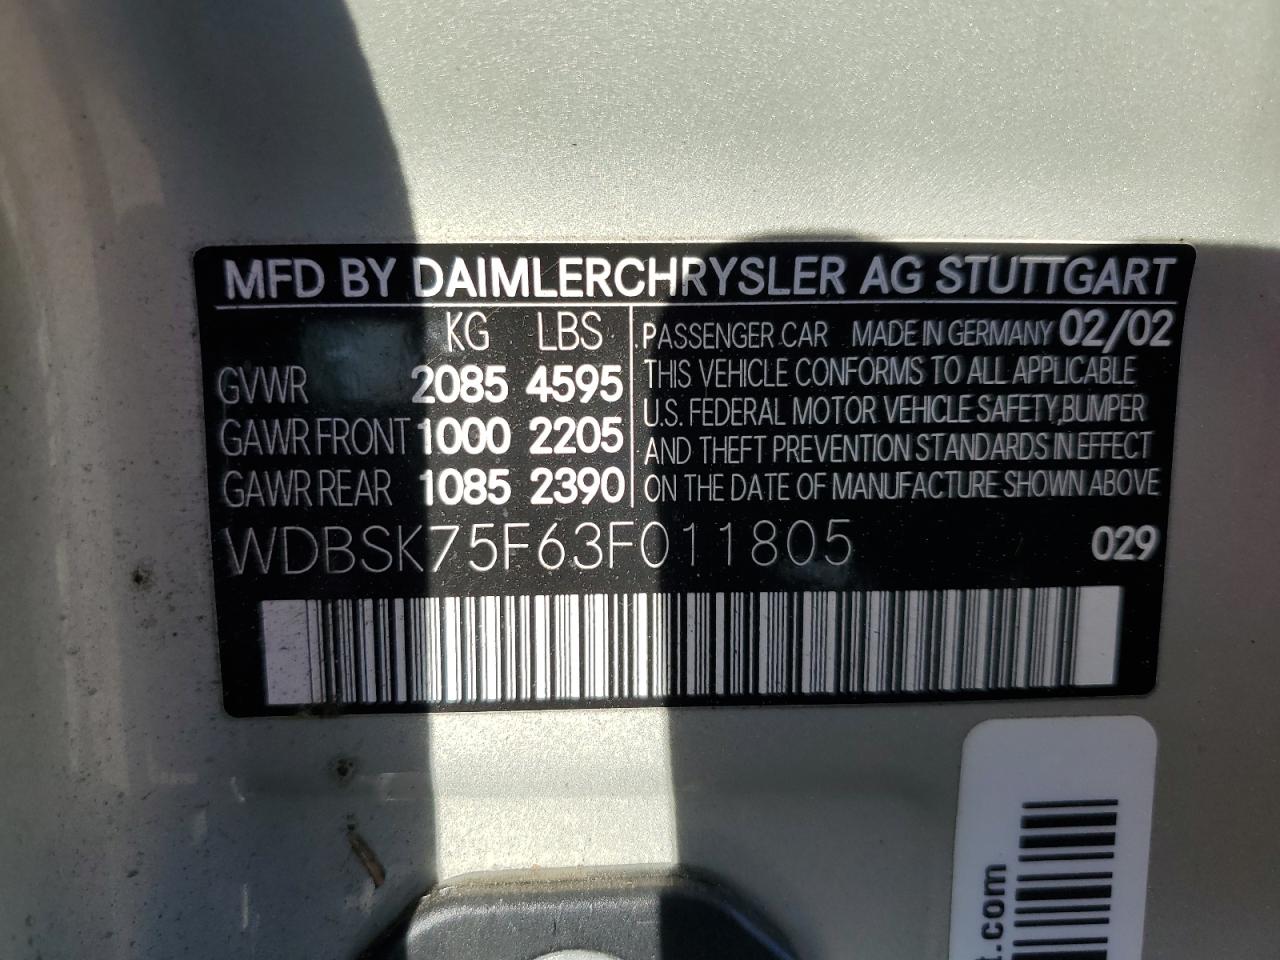 MFD BY DAIMLERCHRYSLER AG STUTTGART
KG LBS
GVWR 2085 4595
GAWR FRONT 1000 2205
GAWR REAR 1085 2390
PASSENGER CAR MADE IN GERMANY 02/02
THIS VEHICLE CONFORMS TO ALL APPLICABLE
U.S. FEDERAL MOTOR VEHICLE SAFETY, BUMPER
AND THEFT PREVENTION STANDARDS IN EFFECT
ON THE DATE OF MANUFACTURE SHOWN ABOVE
WDBSK75F63F011805 029